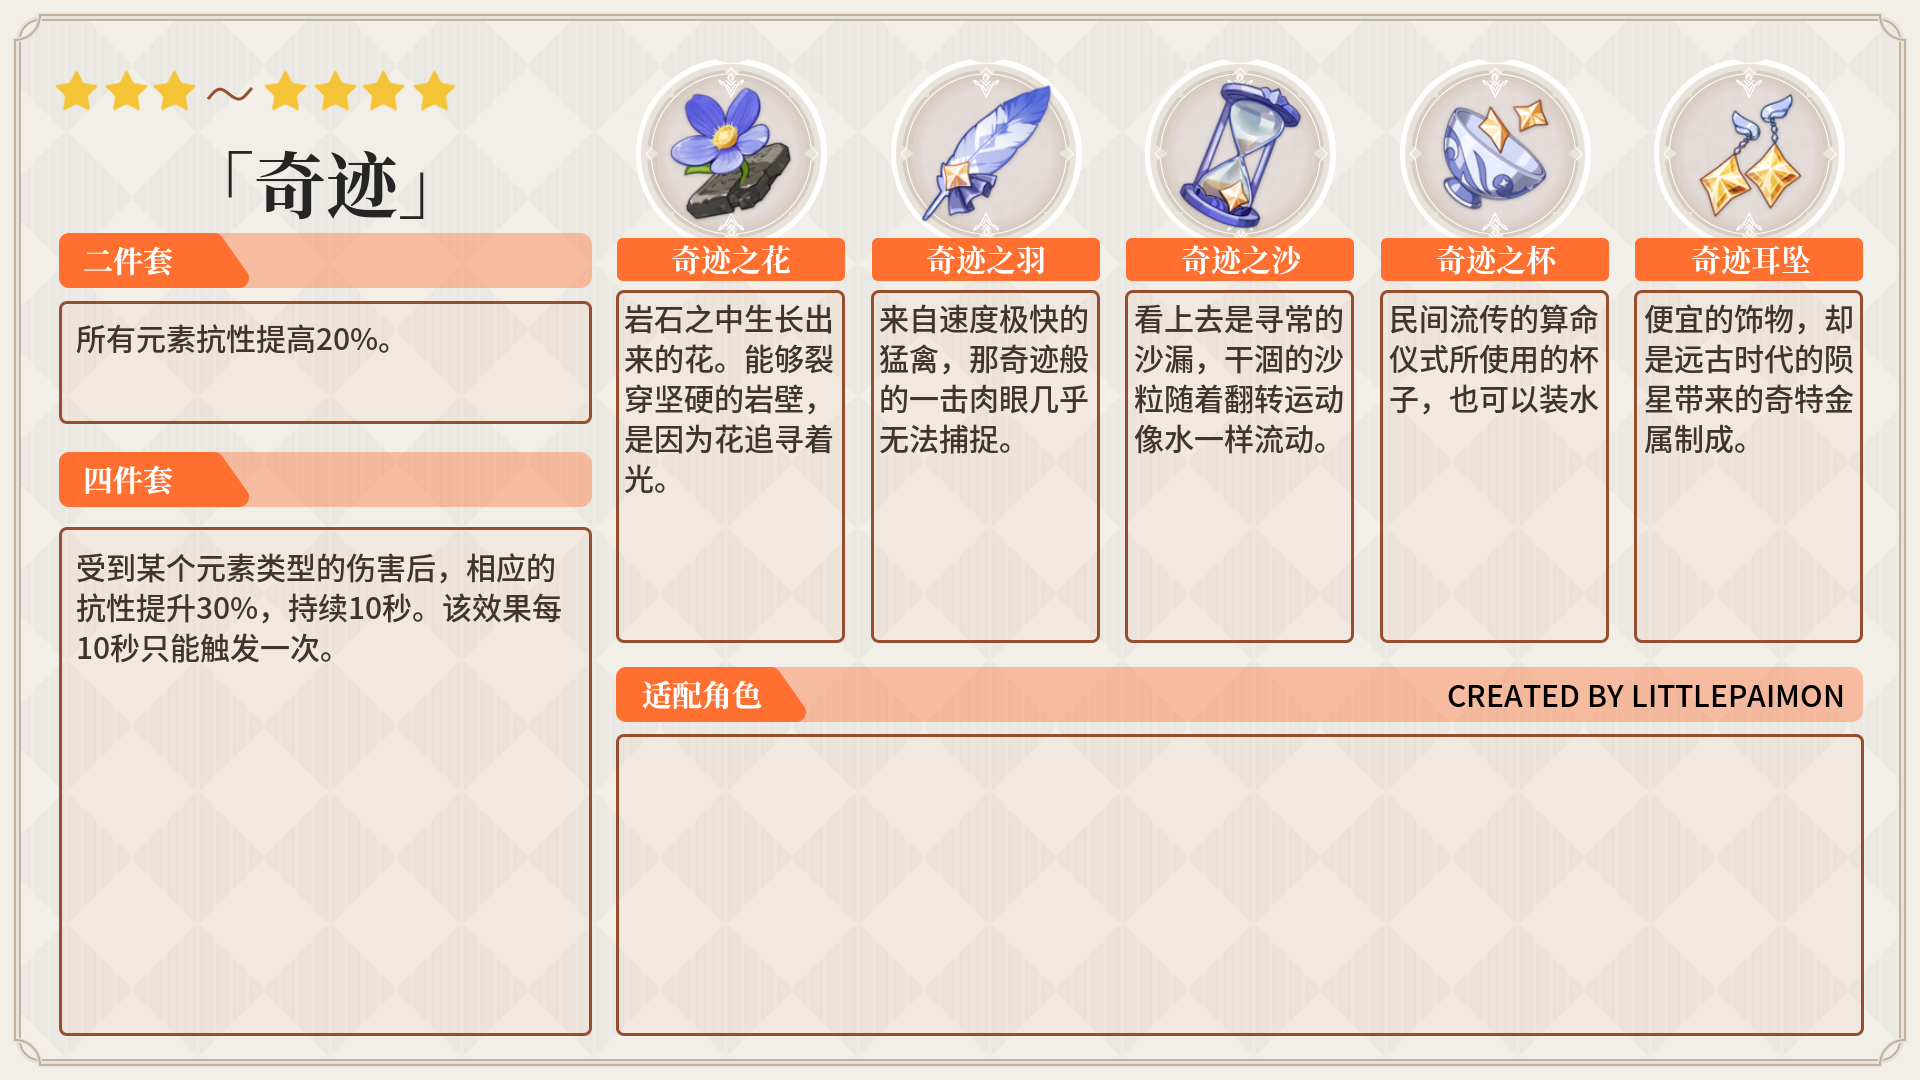 「奇迹」
二件套
所有元素抗性提高20%。
四件套
受到某个元素类型的伤害后，相应的
抗性提升30%，持续10秒。该效果每
10秒只能触发一次。
奇迹之花
岩石之中生长出
来的花。能够裂
穿坚硬的岩壁，
是因为花追寻着
光。
奇迹之羽
来自速度极快的
猛禽，那奇迹般
的一击肉眼几乎
无法捕捉。
奇迹之沙
看上去是寻常的
沙漏，干涸的沙
粒随着翻转运动
像水一样流动。
奇迹之杯
民间流传的算命
仪式所使用的杯
子，也可以装水
奇迹耳坠
便宜的饰物，却
是远古时代的陨
星带来的奇特金
属制成。
适配角色
CREATED BY LITTLEPAIMON